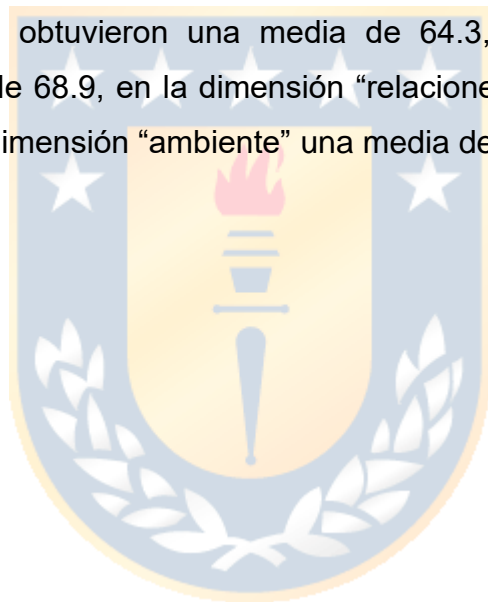 obtuvieron una media de 64.3,
de 68.9, en la dimensión “relacione
dimensión “ambiente” una media de